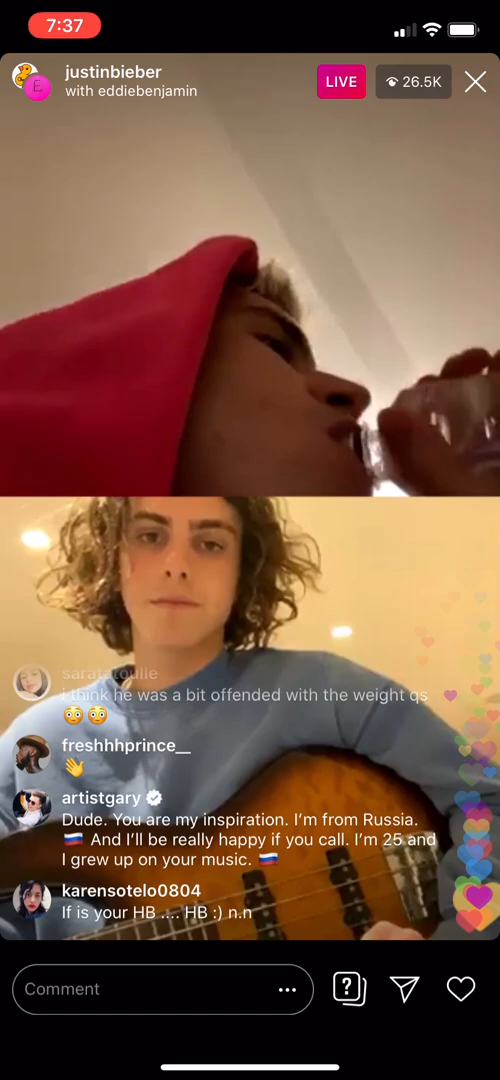 7:37
justinbieber
with eddiebenjamin
LIVE
26.5K
E
saratatoulle
i think he was a bit offended with the weight qs
😳😳
freshhhprince__
👋
artistgary
Dude. You are my inspiration. I'm from Russia.
🇷🇺 And I'll be really happy if you call. I'm 25 and
I grew up on your music. 🇷🇺
karensotelo0804
If is your HB .... HB :) n.n
Comment